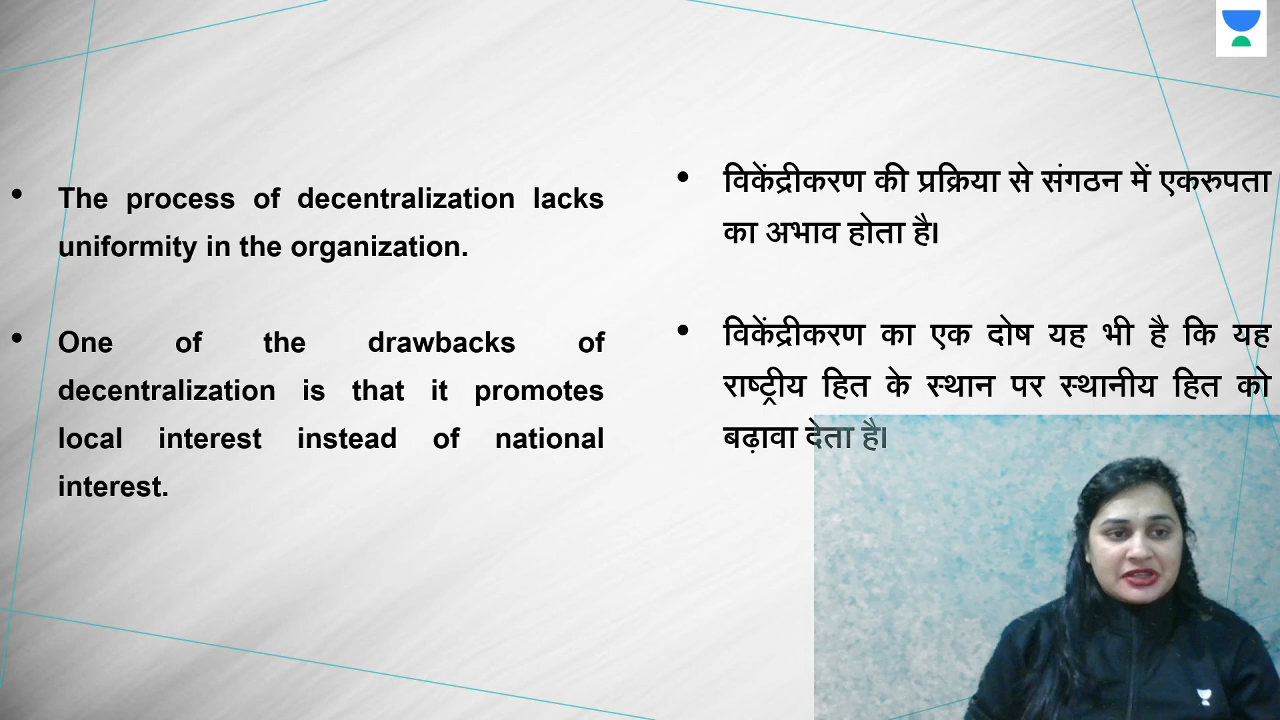 • The process of decentralization lacks
uniformity in the organization.
• One of the drawbacks of
decentralization is that it promotes
local interest instead of national
interest.
• विकेंद्रीकरण की प्रक्रिया से संगठन में एकरुपता
का अभाव होता है।
• विकेंद्रीकरण का एक दोष यह भी है कि यह
राष्ट्रीय हित के स्थान पर स्थानीय हित को
बढ़ावा देता है।